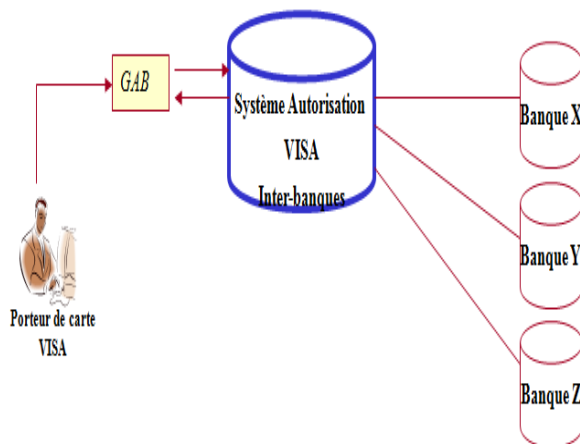 GAB
Système Autorisation
VISA
Inter-banques
Banque X
Banque Y
Banque Z
Porteur de carte
VISA